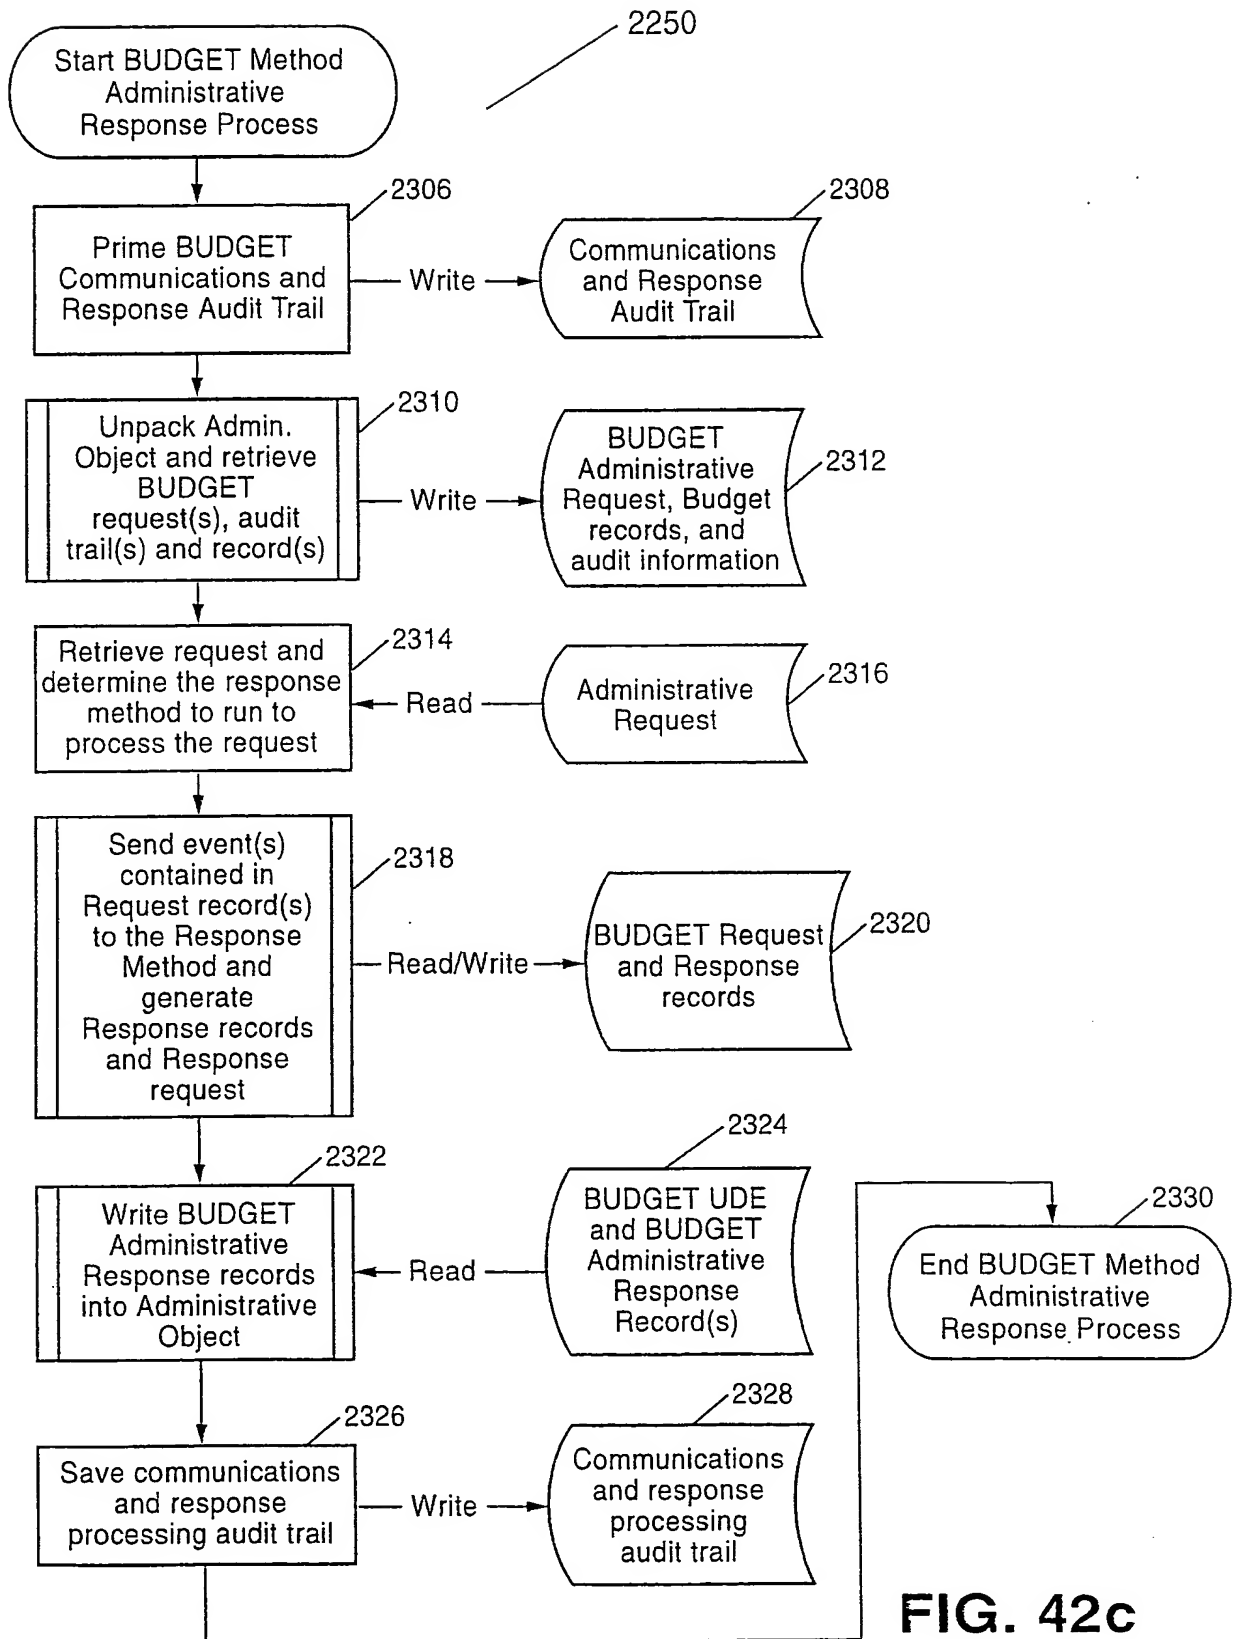 2250
Start BUDGET Method
Administrative
Response Process
2306
Prime BUDGET
Communications and
Response Audit Trail
Write
2308
Communications
and Response
Audit Trail
2310
Unpack Admin.
Object and retrieve
BUDGET
request(s), audit
trail(s) and record(s)
Write
2312
BUDGET
Administrative
Request, Budget
records, and
audit information
2314
Retrieve request and
determine the response
method to run to
process the request
Read
2316
Administrative
Request
2318
Send event(s)
contained in
Request record(s)
to the Response
Method and
generate
Response records
and Response
request
Read/Write
2320
BUDGET Request
and Response
records
2322
Write BUDGET
Administrative
Response records
into Administrative
Object
Read
2324
BUDGET UDE
and BUDGET
Administrative
Response
Record(s)
2326
Save communications
and response
processing audit trail
Write
2328
Communications
and response
processing
audit trail
2330
End BUDGET Method
Administrative
Response Process
FIG. 42c